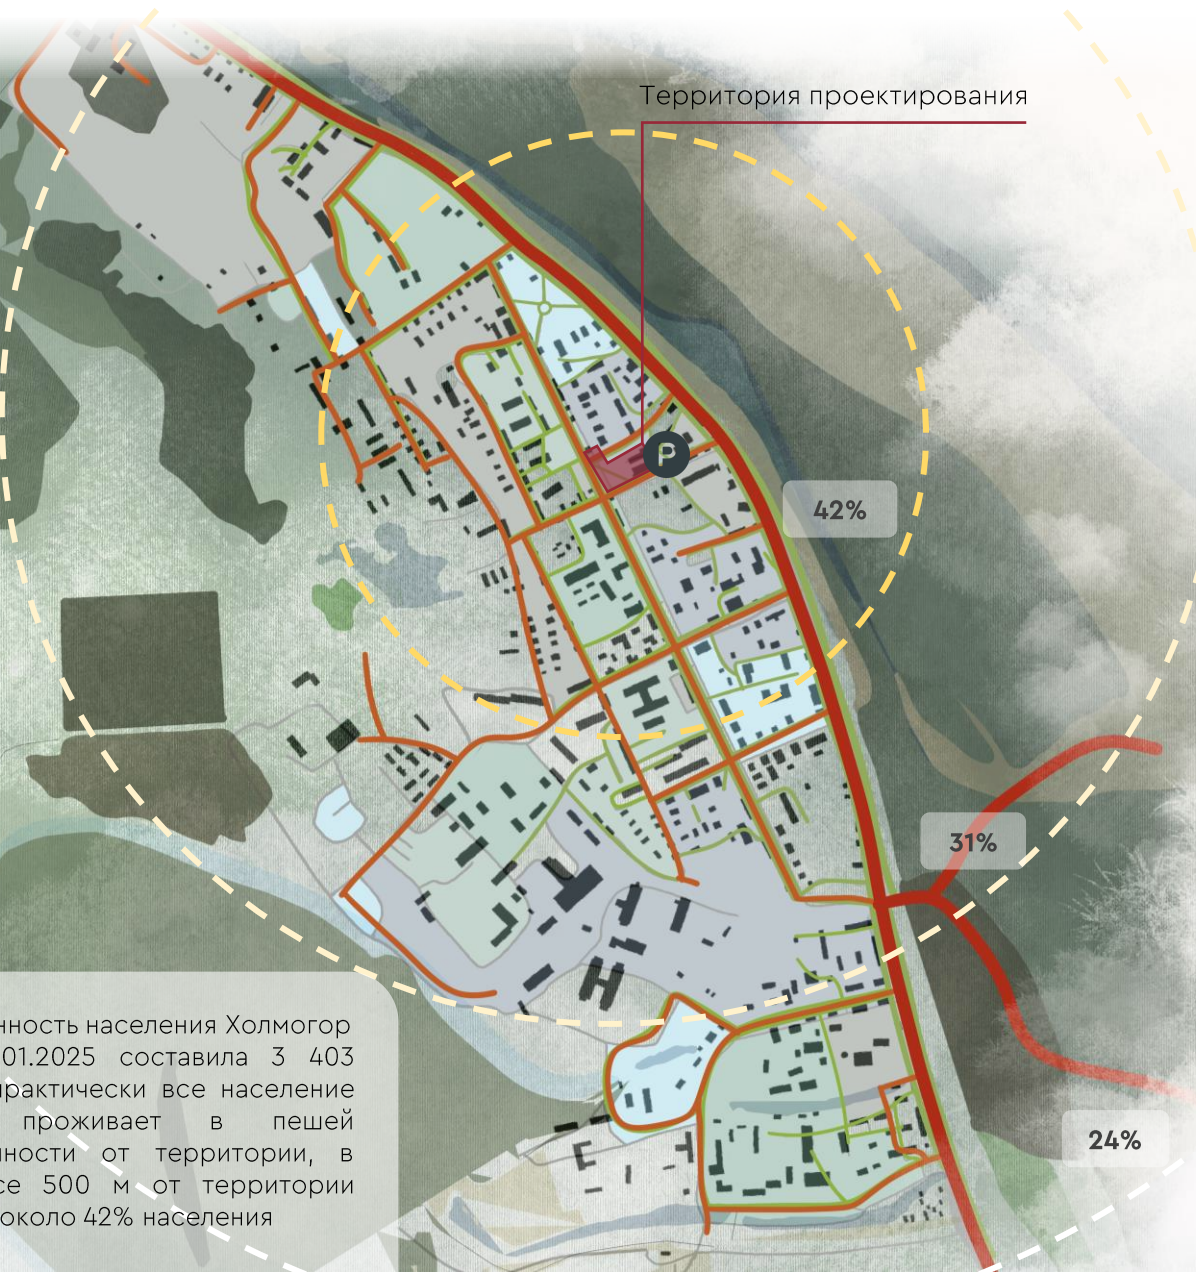 Территория проектирования
P
42%
31%
нность населения Холмогор
01.2025 составила 3 403
практически все население
проживает в пешей
нности от территории, в
се 500 м от территории
около 42% населения
24%